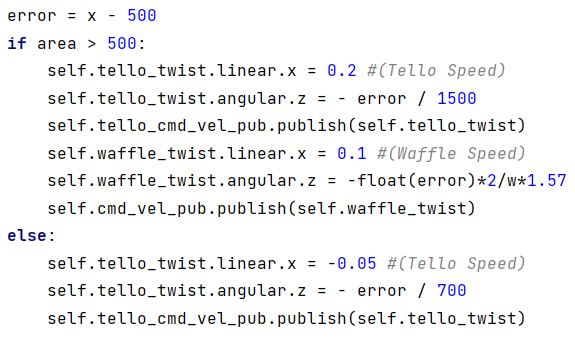 error = x - 500
if area > 500:
    self.tello_twist.linear.x = 0.2 #(Tello Speed)
    self.tello_twist.angular.z = - error / 1500
    self.tello_cmd_vel_pub.publish(self.tello_twist)
    self.waffle_twist.linear.x = 0.1 #(Waffle Speed)
    self.waffle_twist.angular.z = -float(error)*2/w*1.57
    self.cmd_vel_pub.publish(self.waffle_twist)
else:
    self.tello_twist.linear.x = -0.05 #(Tello Speed)
    self.tello_twist.angular.z = - error / 700
    self.tello_cmd_vel_pub.publish(self.tello_twist)